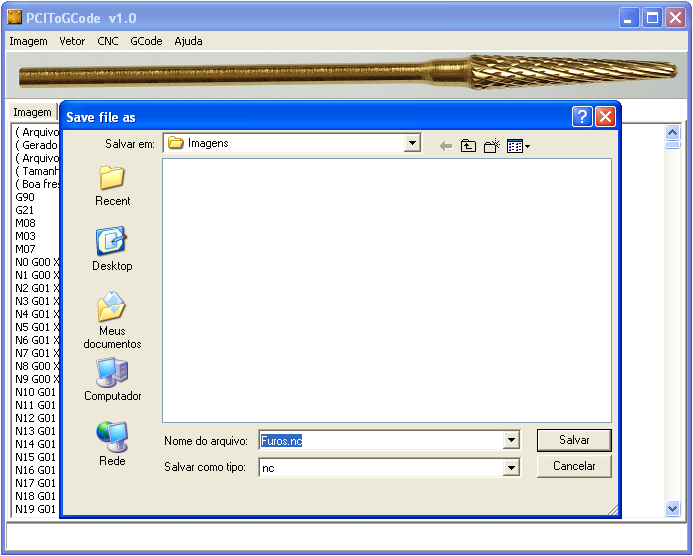 PCIToGCode v1.0
Imagem Vetor CNC GCode Ajuda
Imagem
Save file as
Salvar em: Imagens
Recent
Desktop
Meus
documentos
Computador
Rede
Nome do arquivo: Furos.nc Salvar
Salvar como tipo: nc Cancelar
( Arquivo
( Gerado
( Arquivo
( Tamanh
( Boa fres
G90
G21
M08
M03
M07
N0 G00 X
N1 G00 X
N2 G01 X
N3 G01 X
N4 G01 X
N5 G01 X
N6 G01 X
N7 G01 X
N8 G00 X
N9 G00 X
N10 G01
N11 G01
N12 G01
N13 G01
N14 G01
N15 G01
N16 G01
N17 G01
N18 G01
N19 G01